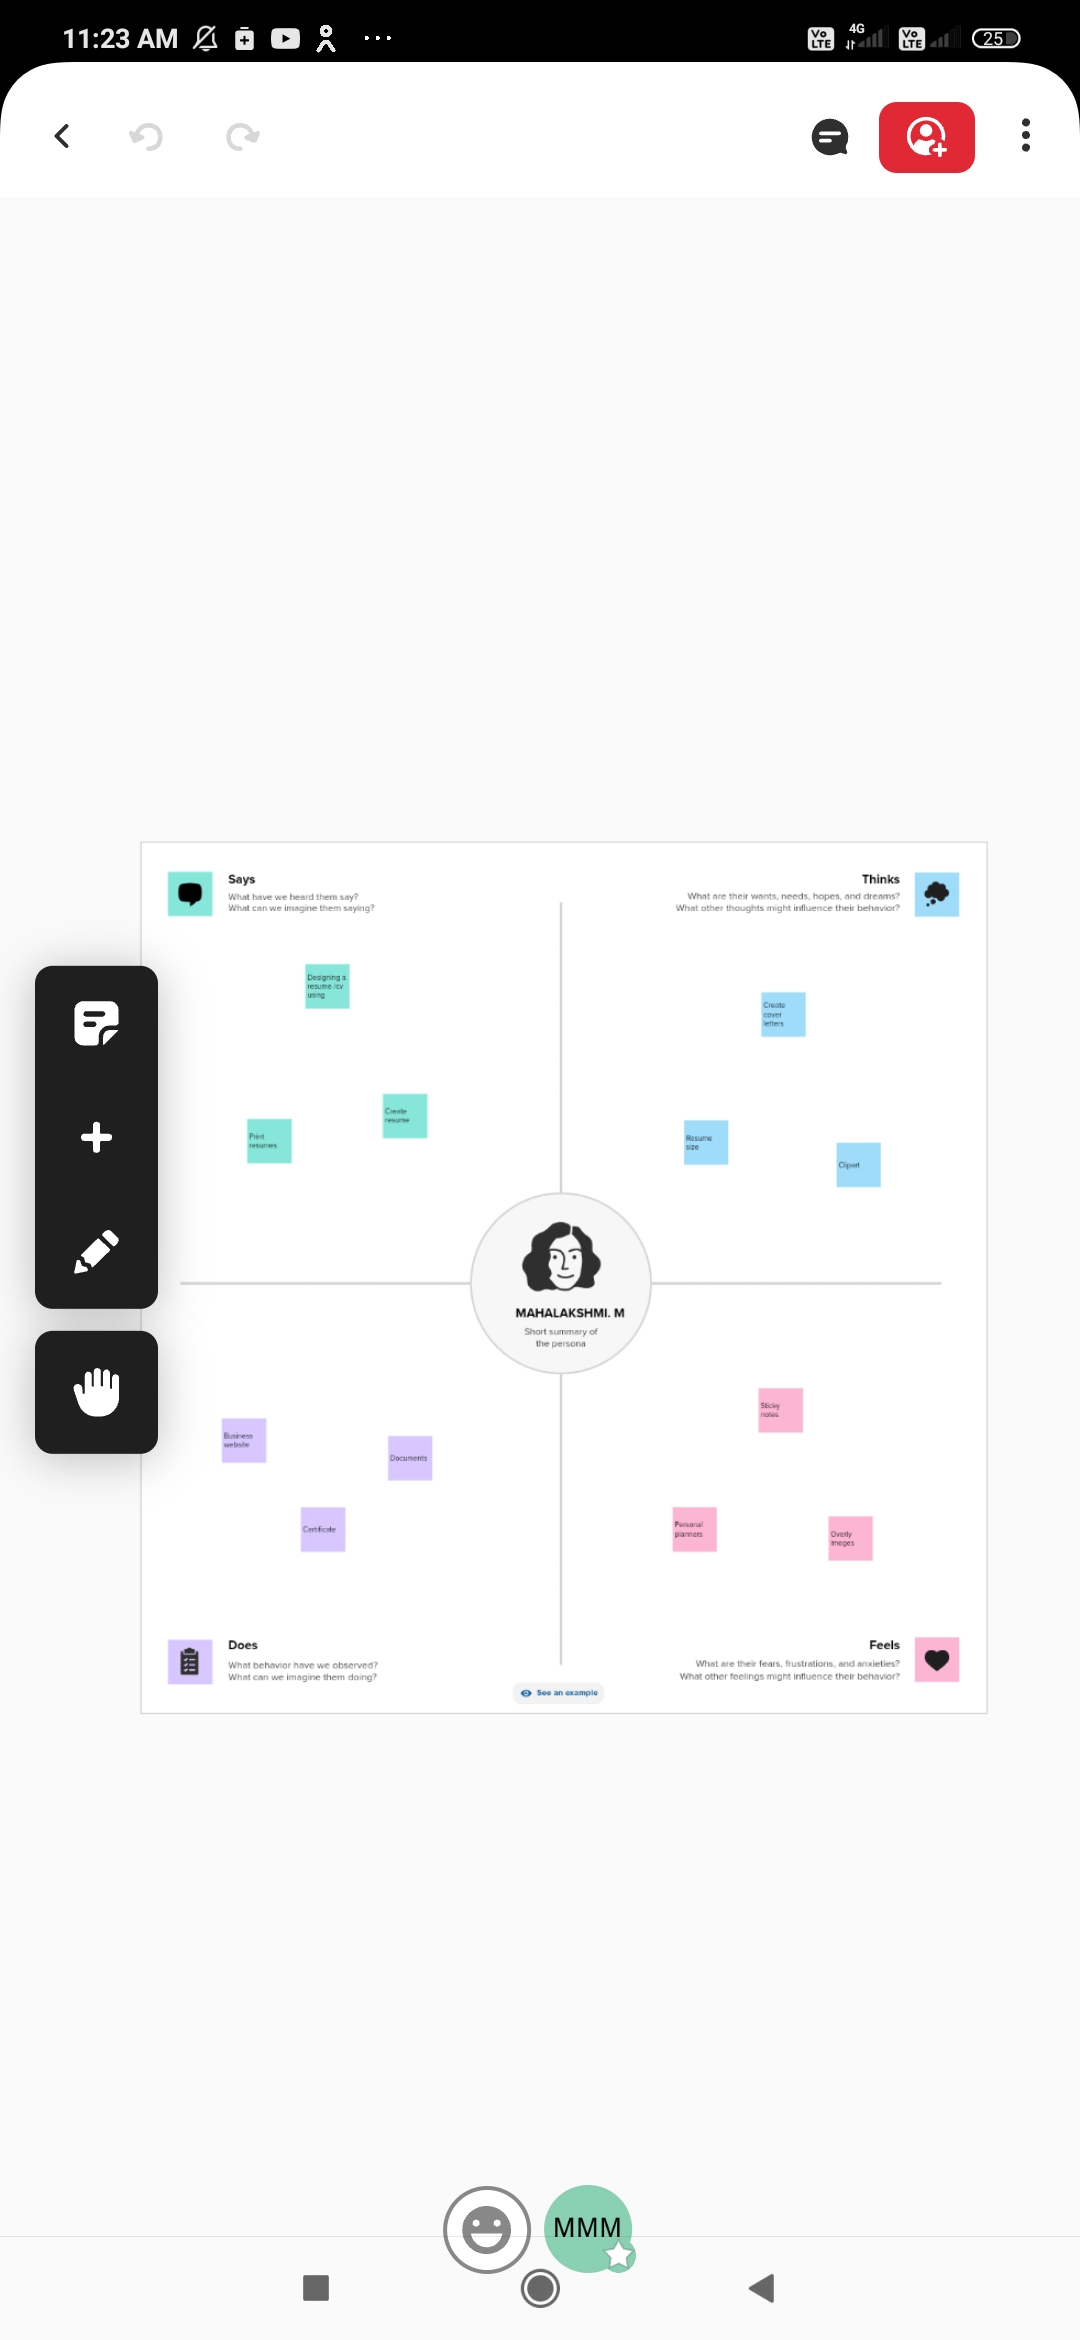 11:23 AM
Vo LTE
4G
Vo LTE
25
Says
What have we heard them say?
What can we imagine them saying?
Thinks
What are their wants, needs, hopes, and dreams?
What other thoughts might influence their behavior?
Designing a
resume /cv
using
Create
cover
letters
Create
resume
Print
resumes
Resume
size
Clipart
MAHALAKSHMI. M
Short summary of
the persona
Sticky
notes
Business
website
Documents
Certificate
Personal
planners
Overly
images
Does
What behavior have we observed?
What can we imagine them doing?
Feels
What are their fears, frustrations, and anxieties?
What other feelings might influence their behavior?
See an example
MMM